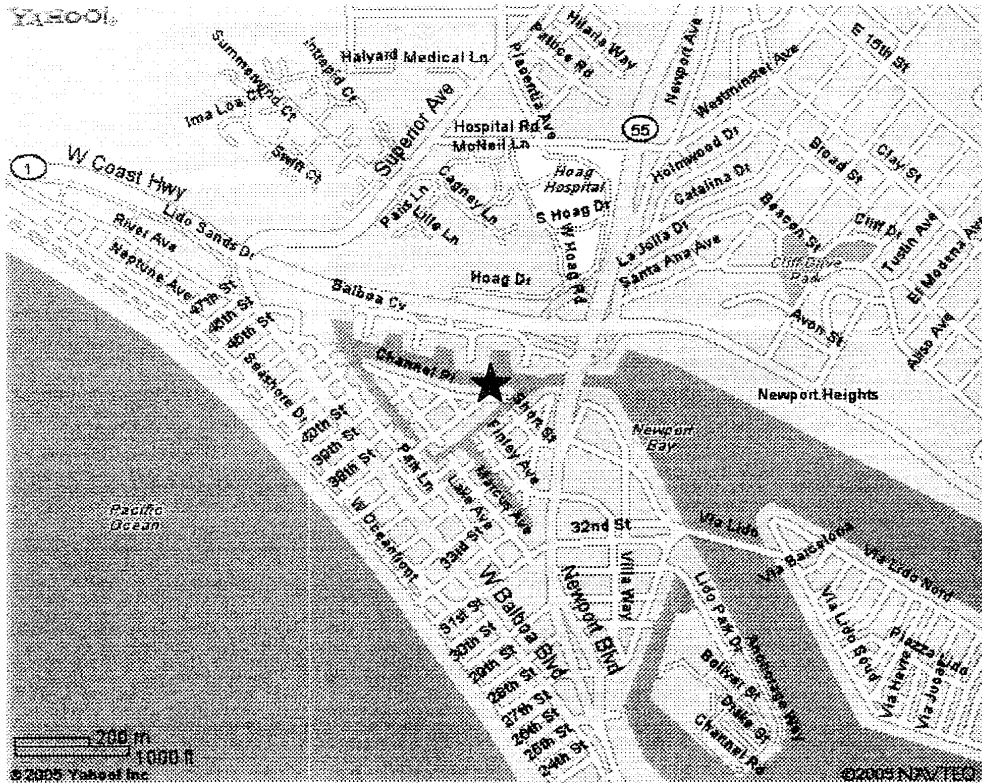 YAHOO!
Hilaria Way
Patrice Rd
Newport Ave
E 15th St
Summerwind Ct
Intrepid Ct
Halyard
Medical Ln
Placentia Ave
Westminster Ave
Ima Loa Ct
Superior Ave
Hospital Rd
McNeil Ln
55
Holmwood Dr
Broad St
Clay St
Swift Ct
1
W Coast Hwy
Hoag
Hospital
Catalina Dr
Cagney Ln
Paris Ln
Lille Ln
S Hoag Dr
W Hoag Rd
Beacon St
Cliff Dr
Tustin Ave
El Modena Ave
Lido Sands Dr
River Ave
Neptune Ave
La Jolla Dr
Santa Ana Ave
Cliff Drive
Park
Hoag Dr
Balboa Cv
47th St
46th St
45th St
Avon St
Aliso Ave
Channel Pl
Seashore Dr
Short St
Newport Heights
42nd St
39th St
38th St
Finley Ave
Newport
Bay
Park Ln
Lake Ave
Marcus Ave
Pacific
Ocean
W Oceanfront
33rd St
32nd St
Via Lido
Via Barcelona
Via Lido Nord
W Balboa Blvd
Newport Blvd
Villa Way
Lido Park Dr
Via Lido Soud
Piazza Lido
Via Havre
Via Jucar
31st St
30th St
29th St
28th St
27th St
26th St
25th St
24th St
Anchorage Way
Bolivar St
Drake St
Channel Rd
200 m
1000 ft
©2005 Yahoo! Inc
©2005 NAVTEQ